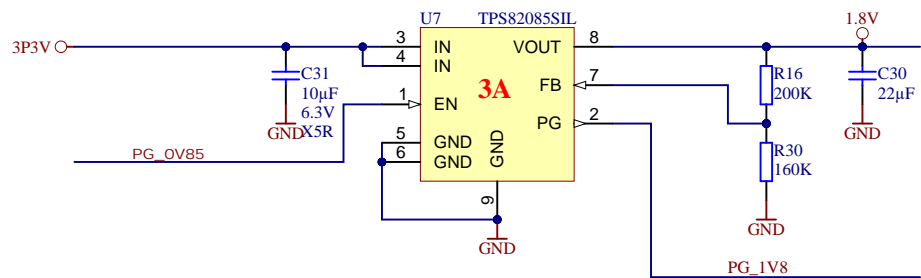 U7 TPS82085SIL 1.8V
3P3V 3 IN VOUT 8
4 IN
C31 R16 C30
10µF 3A FB 7 200K 22µF
6.3V 1 EN PG 2
GND X5R GND
PG_0V85 5 GND GND R30
6 GND 160K
9
GND GND
PG_1V8